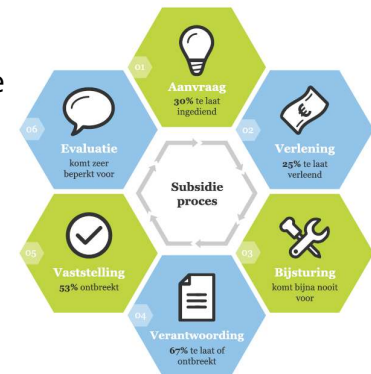 e
01
Aanvraag
30% te laat
ingediend
02
Verlening
25% te laat
verleend
03
Bijsturing
komt bijna nooit
voor
04
Verantwoording
67% te laat of
ontbreekt
05
Vaststelling
53% ontbreekt
06
Evaluatie
komt zeer
beperkt voor
Subsidie
proces